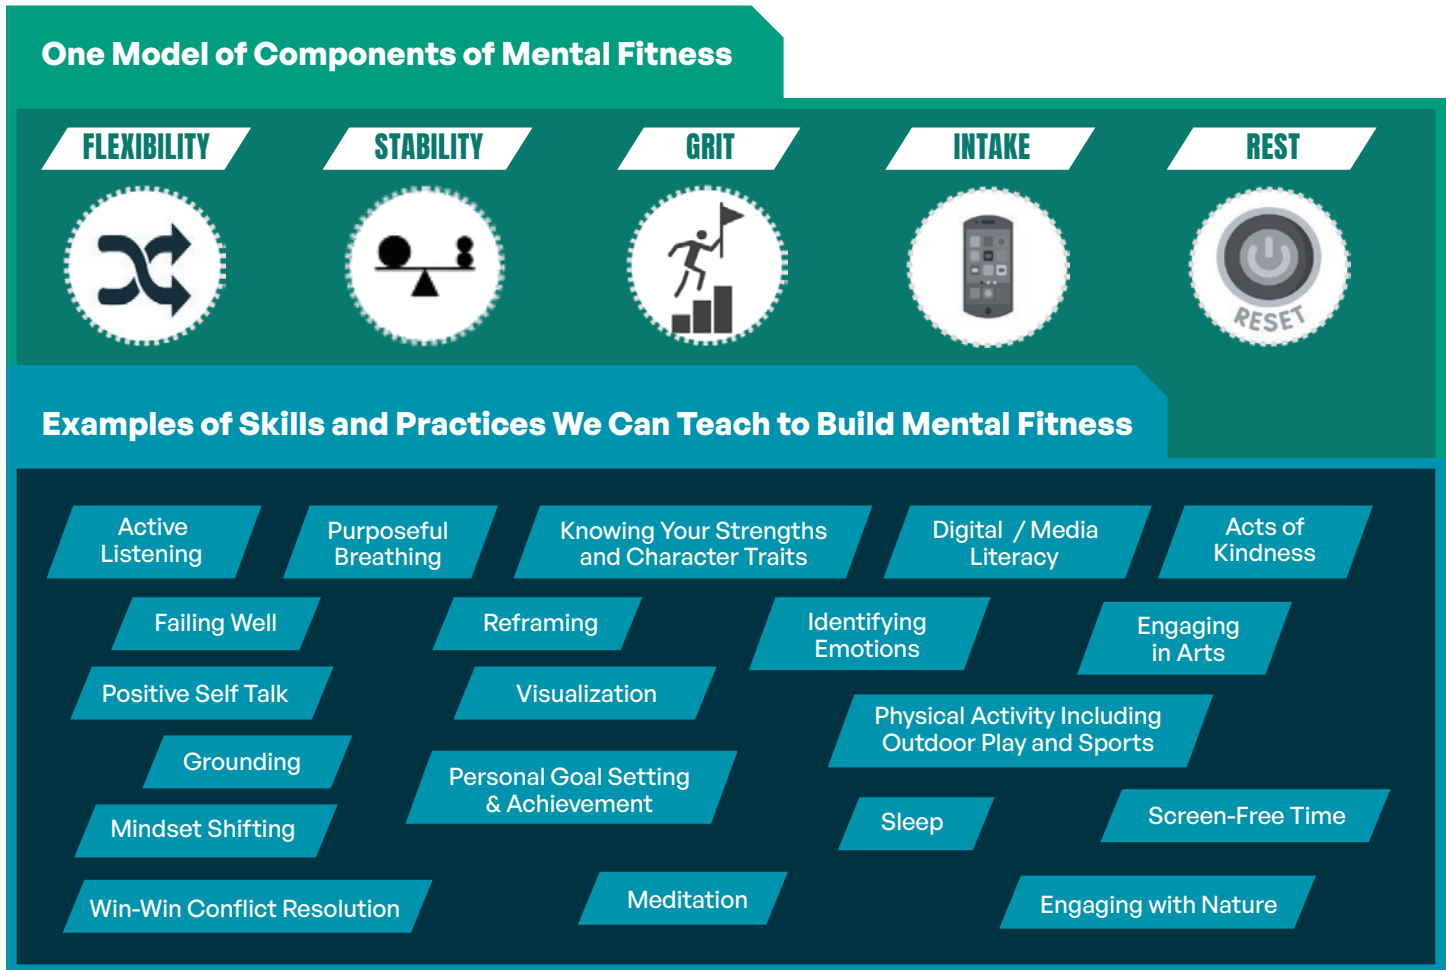 One Model of Components of Mental Fitness
FLEXIBILITY
STABILITY
GRIT
INTAKE
REST
RESET
Examples of Skills and Practices We Can Teach to Build Mental Fitness
Active
Listening
Purposeful
Breathing
Knowing Your Strengths
and Character Traits
Digital / Media
Literacy
Acts of
Kindness
Failing Well
Reframing
Identifying
Emotions
Engaging
in Arts
Positive Self Talk
Visualization
Physical Activity Including
Outdoor Play and Sports
Grounding
Personal Goal Setting
& Achievement
Mindset Shifting
Sleep
Screen-Free Time
Win-Win Conflict Resolution
Meditation
Engaging with Nature